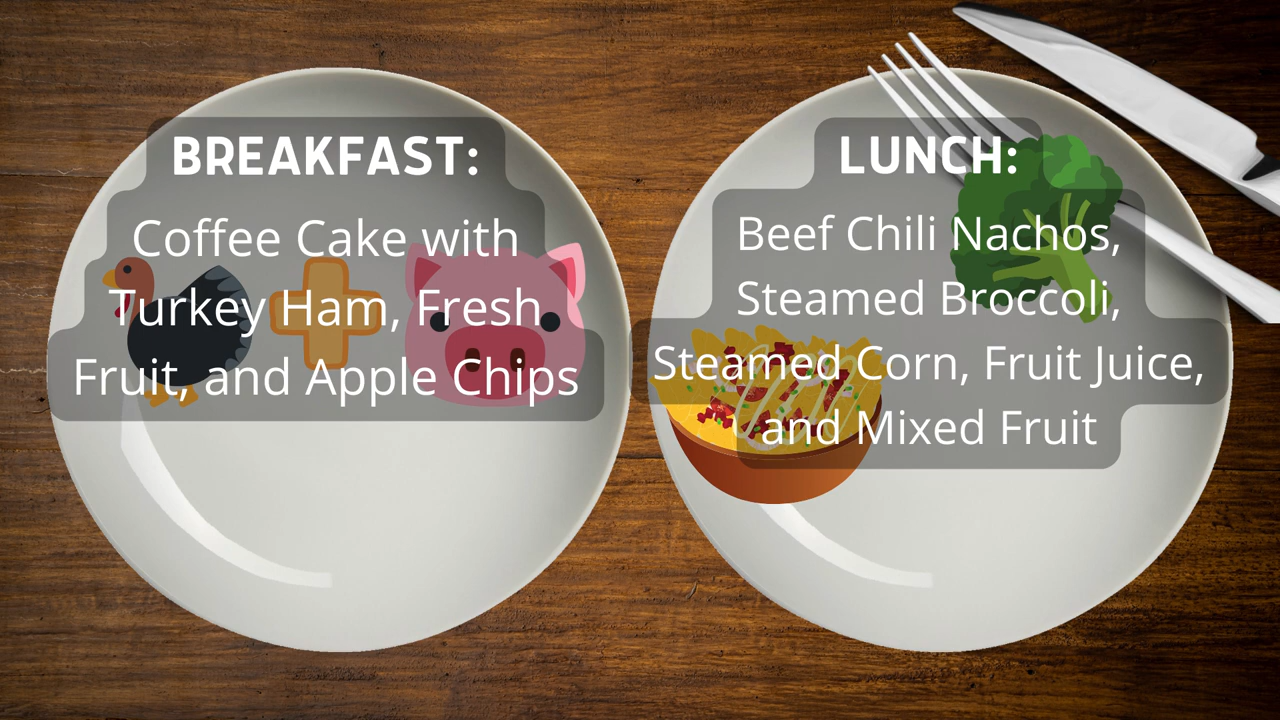 BREAKFAST:
Coffee Cake with
Turkey Ham, Fresh
Fruit, and Apple Chips
LUNCH:
Beef Chili Nachos,
Steamed Broccoli,
Steamed Corn, Fruit Juice,
and Mixed Fruit